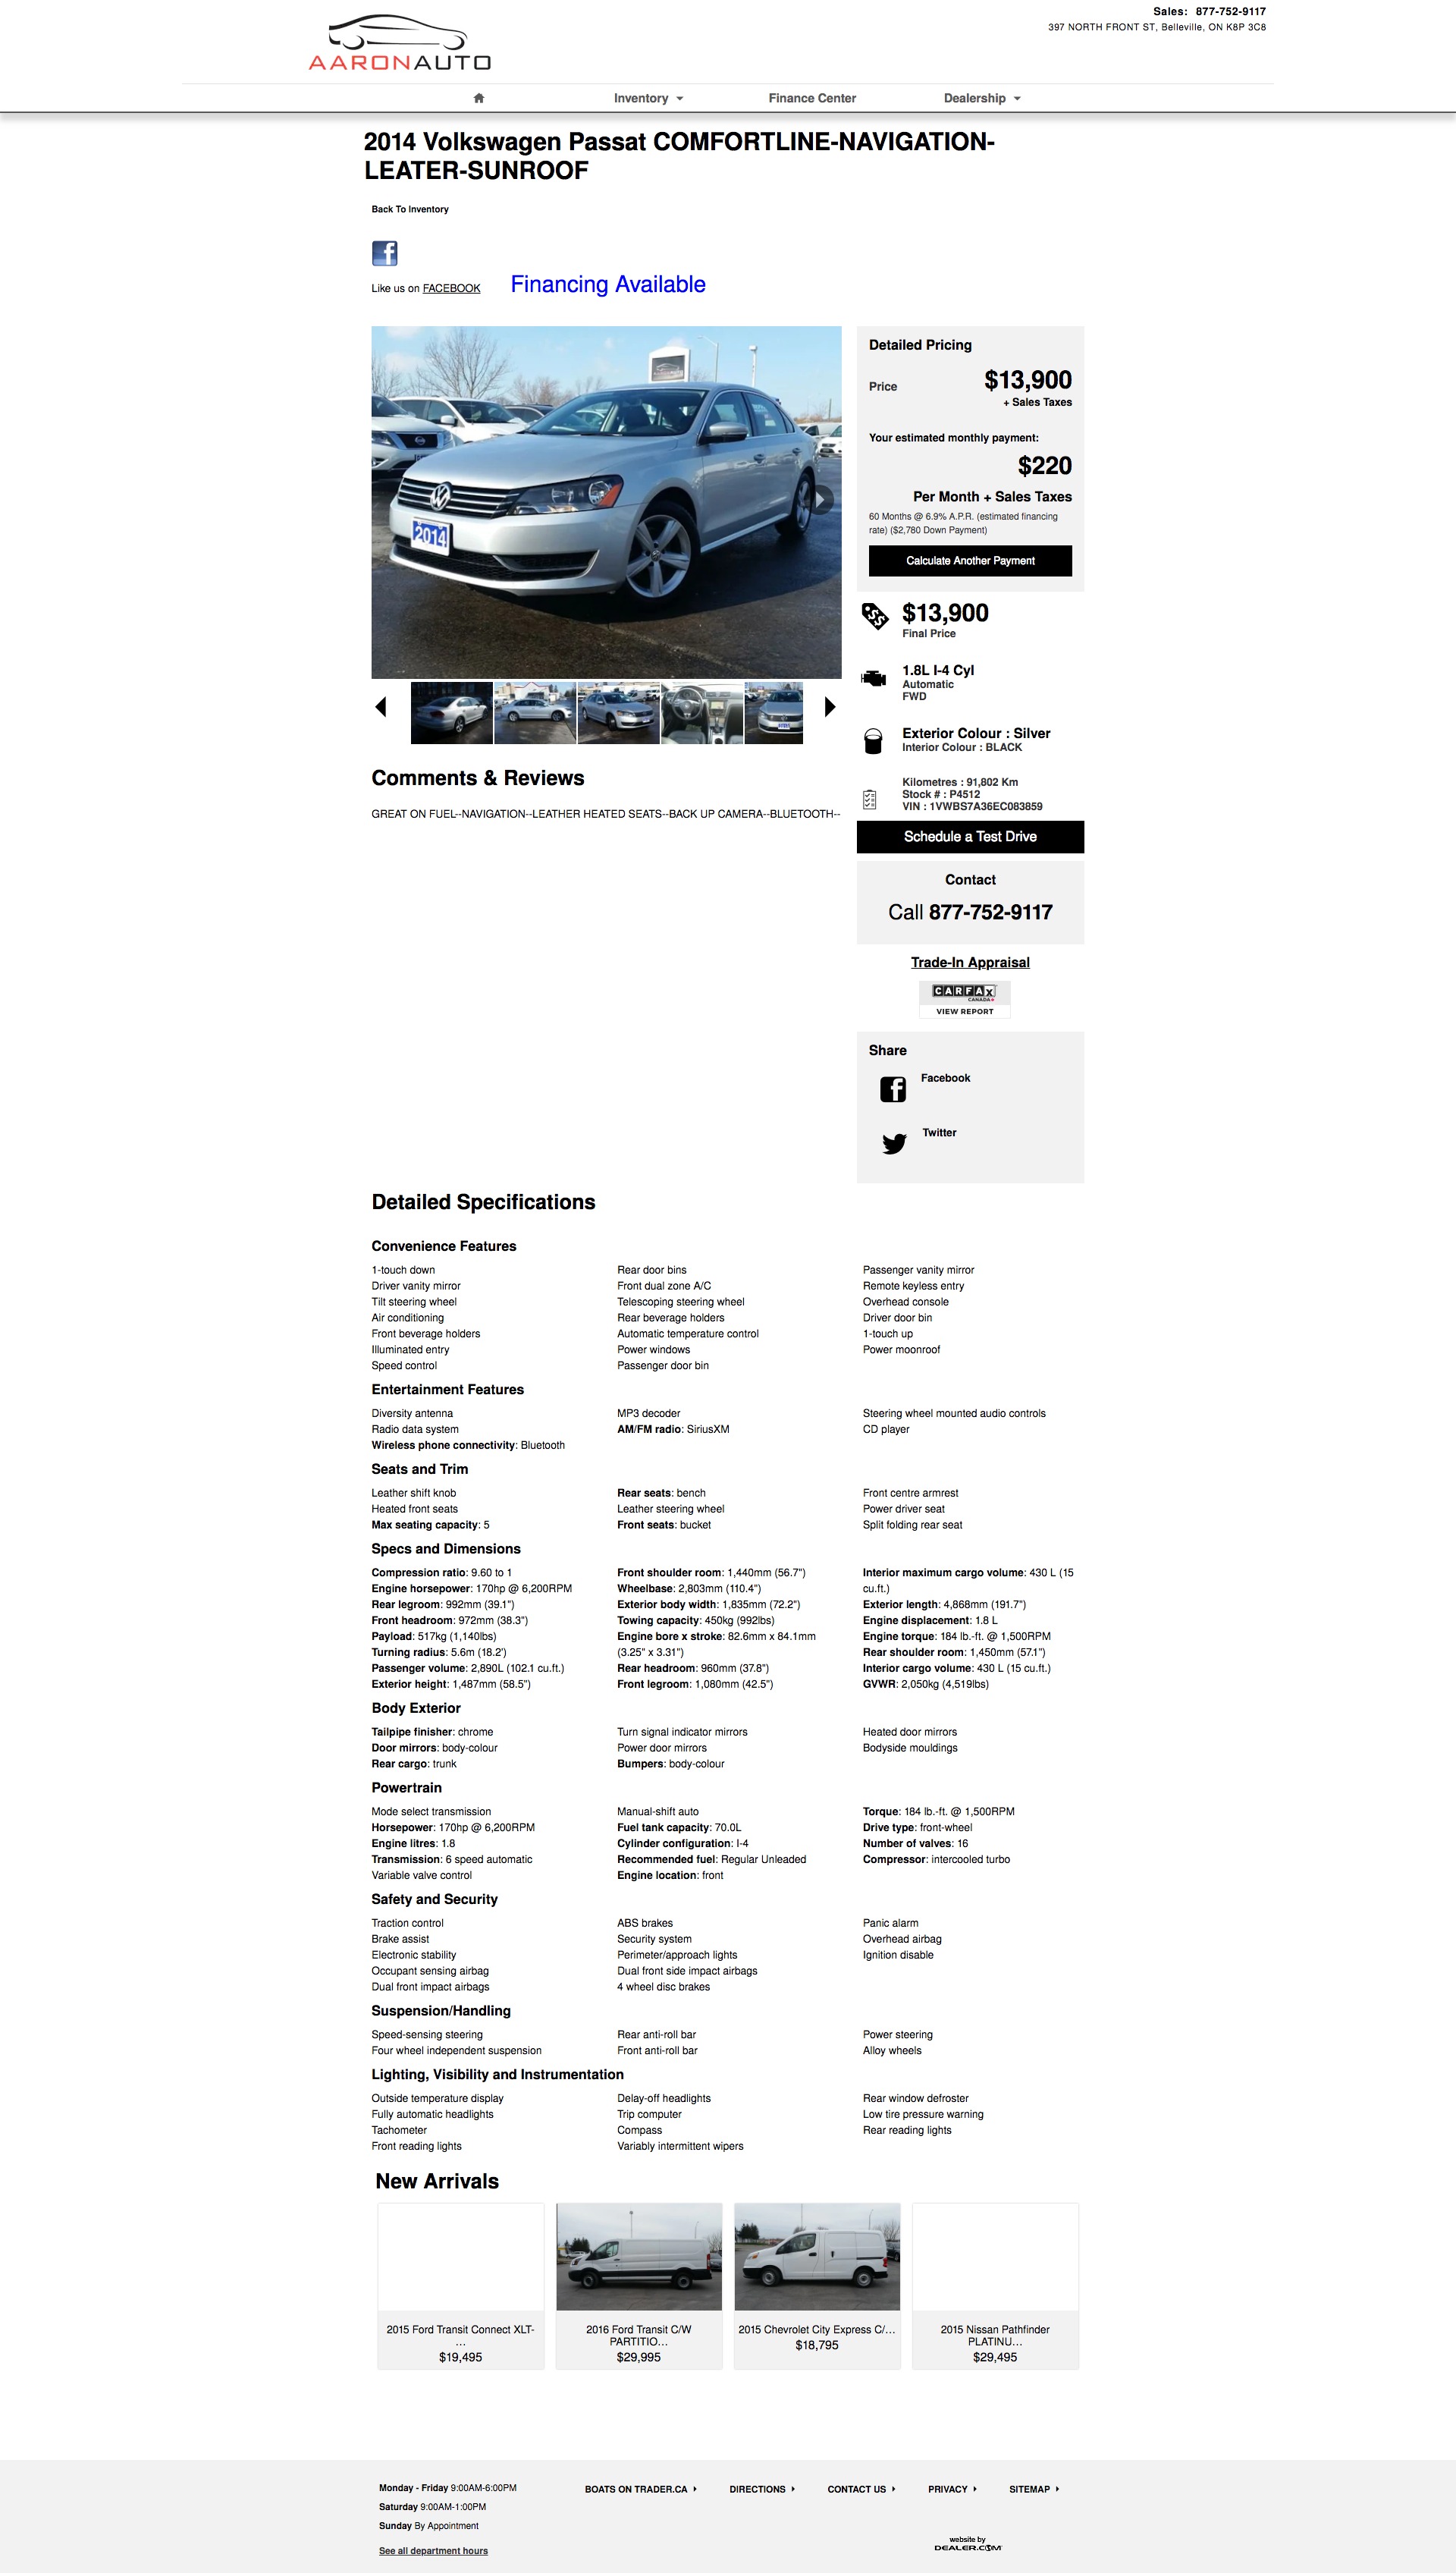 AARONAUTO
Sales: 877-752-9117
397 NORTH FRONT ST, Belleville, ON K8P 3C8
Inventory
Finance Center
Dealership
2014 Volkswagen Passat COMFORTLINE-NAVIGATION-
LEATER-SUNROOF
Back To Inventory
Like us on FACEBOOK
Financing Available
2014
Detailed Pricing
Price
$13,900
+ Sales Taxes
Your estimated monthly payment:
$220
Per Month + Sales Taxes
60 Months @ 6.9% A.P.R. (estimated financing
rate) ($2,780 Down Payment)
Calculate Another Payment
$13,900
Final Price
1.8L I-4 Cyl
Automatic
FWD
Exterior Colour : Silver
Interior Colour : BLACK
Kilometres : 91,802 Km
Stock # : P4512
VIN : 1VWBS7A36EC083859
Schedule a Test Drive
Contact
Call 877-752-9117
Trade-In Appraisal
CARFAX
CANADA
VIEW REPORT
Share
Facebook
Twitter
Comments & Reviews
GREAT ON FUEL--NAVIGATION--LEATHER HEATED SEATS--BACK UP CAMERA--BLUETOOTH--
Detailed Specifications
Convenience Features
1-touch down
Rear door bins
Passenger vanity mirror
Driver vanity mirror
Front dual zone A/C
Remote keyless entry
Tilt steering wheel
Telescoping steering wheel
Overhead console
Air conditioning
Rear beverage holders
Driver door bin
Front beverage holders
Automatic temperature control
1-touch up
Illuminated entry
Power windows
Power moonroof
Speed control
Passenger door bin
Entertainment Features
Diversity antenna
MP3 decoder
Steering wheel mounted audio controls
Radio data system
AM/FM radio: SiriusXM
CD player
Wireless phone connectivity: Bluetooth
Seats and Trim
Leather shift knob
Rear seats: bench
Front centre armrest
Heated front seats
Leather steering wheel
Power driver seat
Max seating capacity: 5
Front seats: bucket
Split folding rear seat
Specs and Dimensions
Compression ratio: 9.60 to 1
Engine horsepower: 170hp @ 6,200RPM
Rear legroom: 992mm (39.1")
Front headroom: 972mm (38.3")
Payload: 517kg (1,140lbs)
Turning radius: 5.6m (18.2')
Passenger volume: 2,890L (102.1 cu.ft.)
Exterior height: 1,487mm (58.5")
Front shoulder room: 1,440mm (56.7")
Wheelbase: 2,803mm (110.4")
Exterior body width: 1,835mm (72.2")
Towing capacity: 450kg (992lbs)
Engine bore x stroke: 82.6mm x 84.1mm
(3.25" x 3.31")
Rear headroom: 960mm (37.8")
Front legroom: 1,080mm (42.5")
Interior maximum cargo volume: 430 L (15
cu.ft.)
Exterior length: 4,868mm (191.7")
Engine displacement: 1.8 L
Engine torque: 184 lb.-ft. @ 1,500RPM
Rear shoulder room: 1,450mm (57.1")
Interior cargo volume: 430 L (15 cu.ft.)
GVWR: 2,050kg (4,519lbs)
Body Exterior
Tailpipe finisher: chrome
Turn signal indicator mirrors
Heated door mirrors
Door mirrors: body-colour
Power door mirrors
Bodyside mouldings
Rear cargo: trunk
Bumpers: body-colour
Powertrain
Mode select transmission
Manual-shift auto
Torque: 184 lb.-ft. @ 1,500RPM
Horsepower: 170hp @ 6,200RPM
Fuel tank capacity: 70.0L
Drive type: front-wheel
Engine litres: 1.8
Cylinder configuration: I-4
Number of valves: 16
Transmission: 6 speed automatic
Recommended fuel: Regular Unleaded
Compressor: intercooled turbo
Variable valve control
Engine location: front
Safety and Security
Traction control
ABS brakes
Panic alarm
Brake assist
Security system
Overhead airbag
Electronic stability
Perimeter/approach lights
Ignition disable
Occupant sensing airbag
Dual front side impact airbags
Dual front impact airbags
4 wheel disc brakes
Suspension/Handling
Speed-sensing steering
Rear anti-roll bar
Power steering
Four wheel independent suspension
Front anti-roll bar
Alloy wheels
Lighting, Visibility and Instrumentation
Outside temperature display
Delay-off headlights
Rear window defroster
Fully automatic headlights
Trip computer
Low tire pressure warning
Tachometer
Compass
Rear reading lights
Front reading lights
Variably intermittent wipers
New Arrivals
2015 Ford Transit Connect XLT-
…
$19,495
2016 Ford Transit C/W
PARTITIO…
$29,995
2015 Chevrolet City Express C/…
$18,795
2015 Nissan Pathfinder
PLATINU…
$29,495
Monday - Friday 9:00AM-6:00PM
Saturday 9:00AM-1:00PM
Sunday By Appointment
See all department hours
BOATS ON TRADER.CA
DIRECTIONS
CONTACT US
PRIVACY
SITEMAP
website by
DEALER.COM